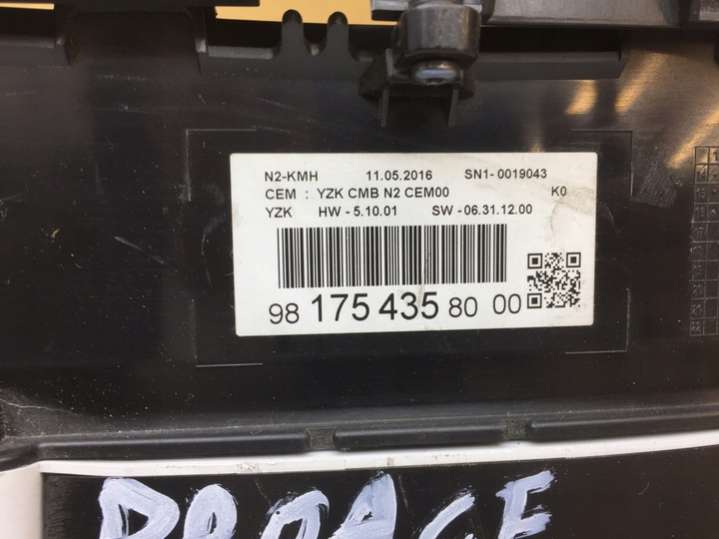 N2-KMH 11.05.2016 SN1- 0019043
CEM : YZK CMB N2 CEM00 K0
YZK HW - 5.10.01 SW - 06.31.12.00
98 175 435 80 00